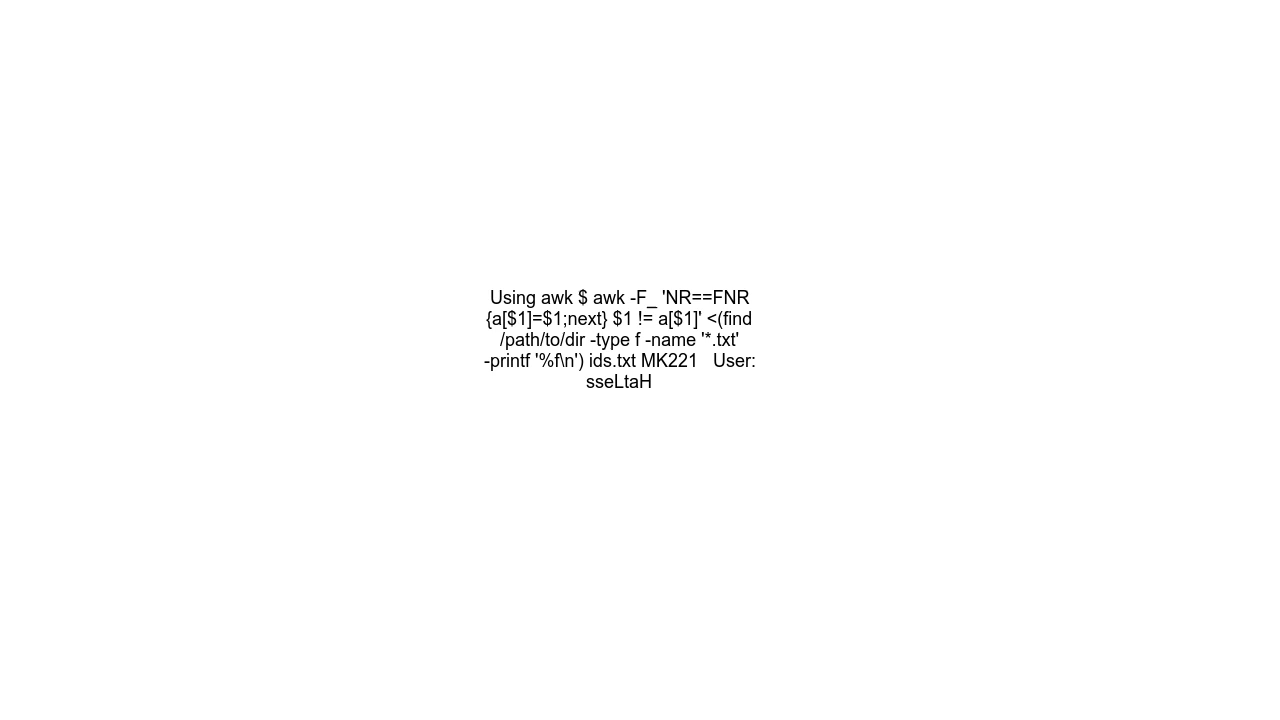 Using awk $ awk -F_ 'NR==FNR
{a[$1]=$1;next} $1 != a[$1]' <(find
/path/to/dir -type f -name '*.txt'
-printf '%f\n') ids.txt MK221   User:
sseLtaH